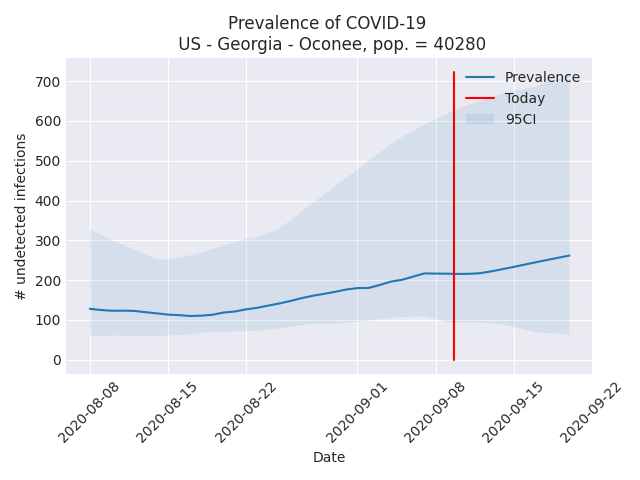 Prevalence of COVID-19
US - Georgia - Oconee, pop. = 40280
Prevalence
Today
95CI
# undetected infections
700
600
500
400
300
200
100
0
2020-08-08
2020-08-15
2020-08-22
2020-09-01
2020-09-08
2020-09-15
2020-09-22
Date